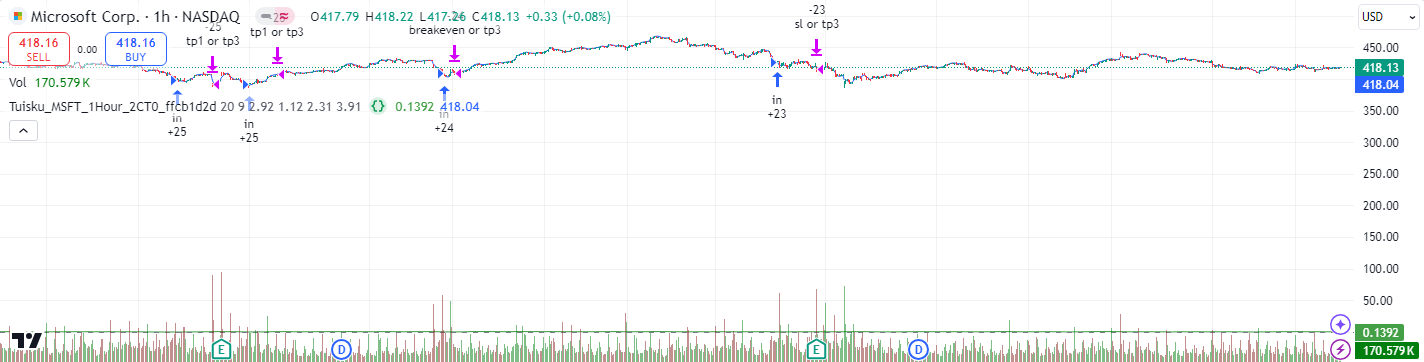 Microsoft Corp. · 1h · NASDAQ
O417.79 H418.22 L417.26 C418.13 +0.33 (+0.08%)
USD
418.16
SELL
0.00
418.16
BUY
Vol 170.579 K
Tuisku_MSFT_1Hour_2CT0_ffcb1d2d 20 9 2.92 1.12 2.31 3.91 {} 0.1392 418.04
-25
tp1 or tp3
tp1 or tp3
breakeven or tp3
-23
sl or tp3
in
+25
in
+25
in
+24
in
+23
450.00
418.13
418.04
350.00
300.00
250.00
200.00
150.00
100.00
50.00
0.1392
170.579 K
E
D
E
D